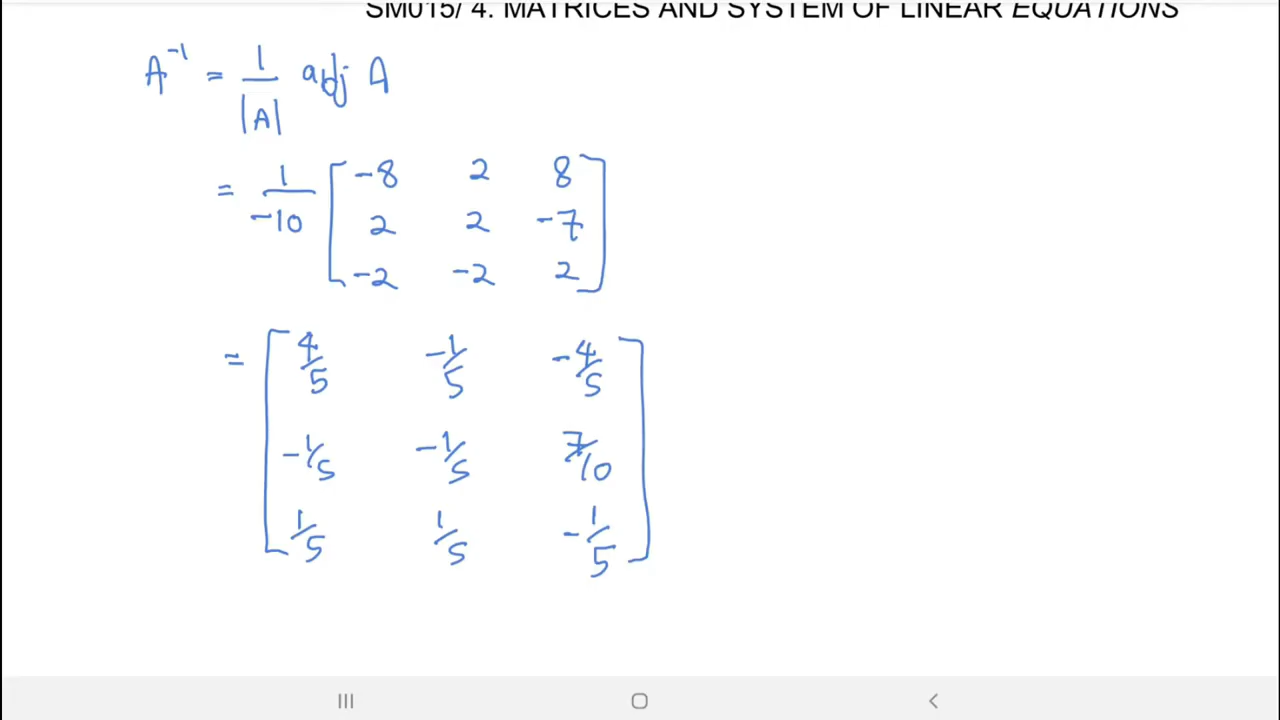 SM015/ 4. MATRICES AND SYSTEM OF LINEAR EQUATIONS
A⁻¹ = 1/|A| adj A
= 1/-10 [ -8 2 8
2 2 -7
-2 -2 2 ]
= [ 4/5 -1/5 -4/5
-1/5 -1/5 7/10
1/5 1/5 -1/5 ]